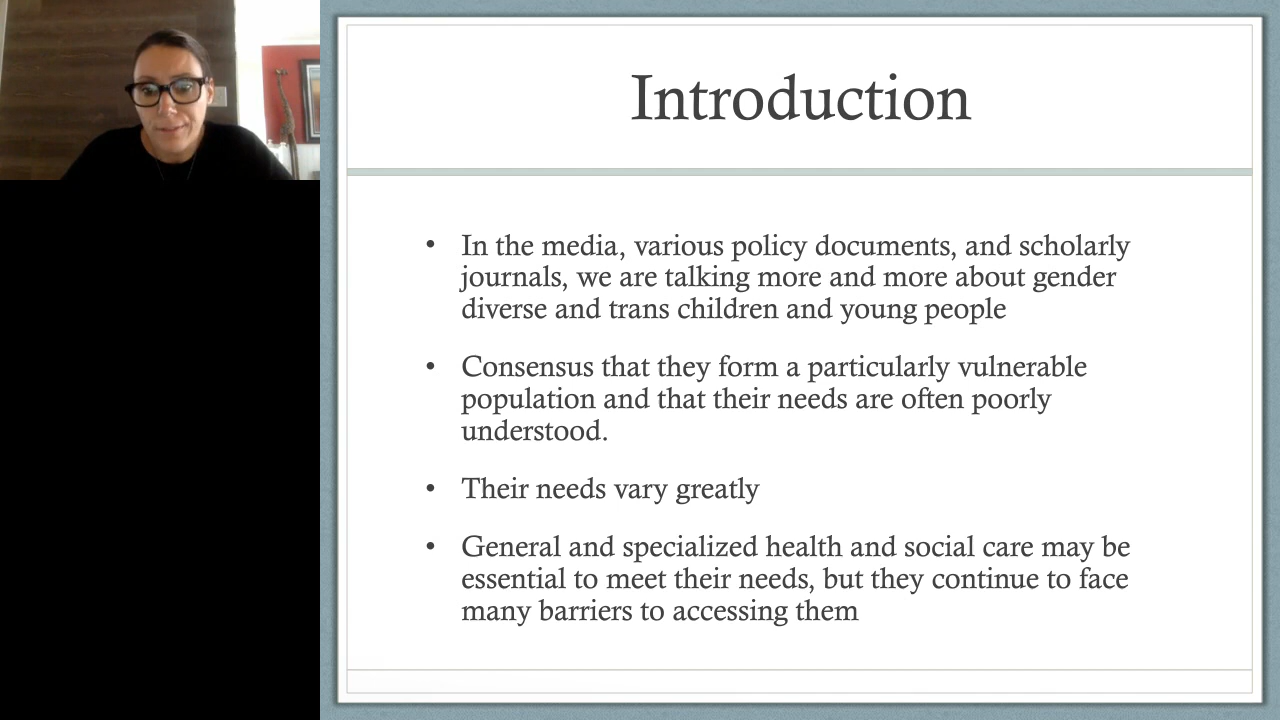 Introduction
• In the media, various policy documents, and scholarly
journals, we are talking more and more about gender
diverse and trans children and young people
• Consensus that they form a particularly vulnerable
population and that their needs are often poorly
understood.
• Their needs vary greatly
• General and specialized health and social care may be
essential to meet their needs, but they continue to face
many barriers to accessing them